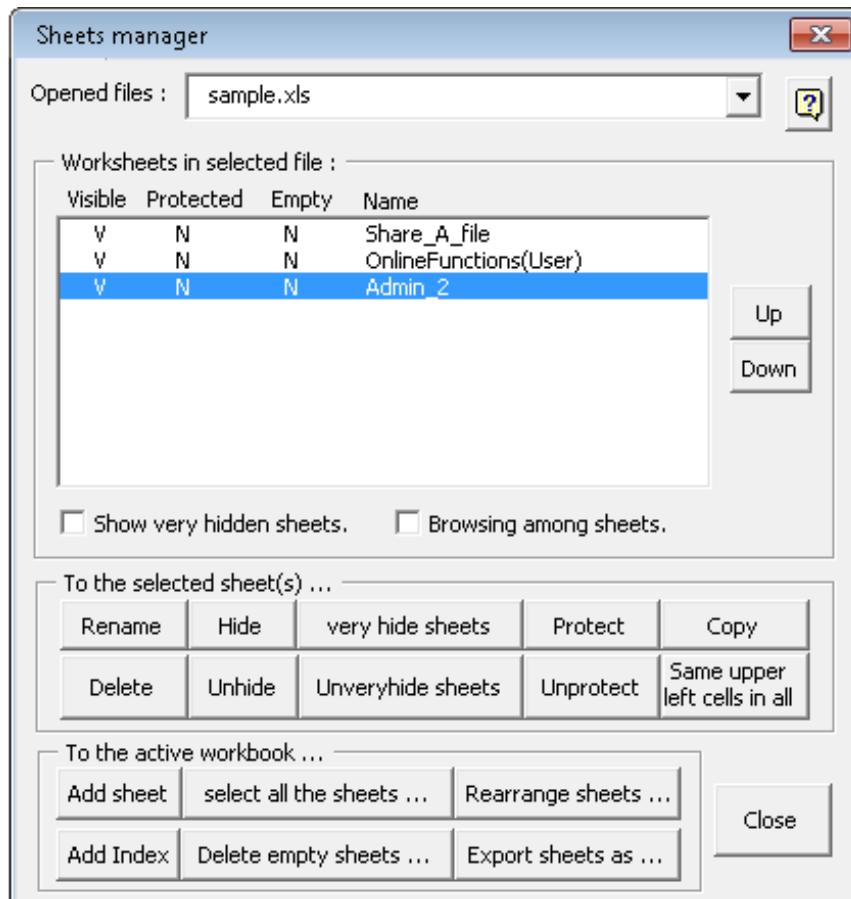 Sheets manager
Opened files :
sample.xls
Worksheets in selected file :
Visible Protected Empty Name
V N N Share_A_file
V N N OnlineFunctions(User)
V N N Admin_2
Up
Down
Show very hidden sheets.
Browsing among sheets.
To the selected sheet(s) ...
Rename Hide very hide sheets Protect Copy
Delete Unhide Unveryhide sheets Unprotect Same upper
left cells in all
To the active workbook ...
Add sheet select all the sheets ... Rearrange sheets ...
Close
Add Index Delete empty sheets ... Export sheets as ...